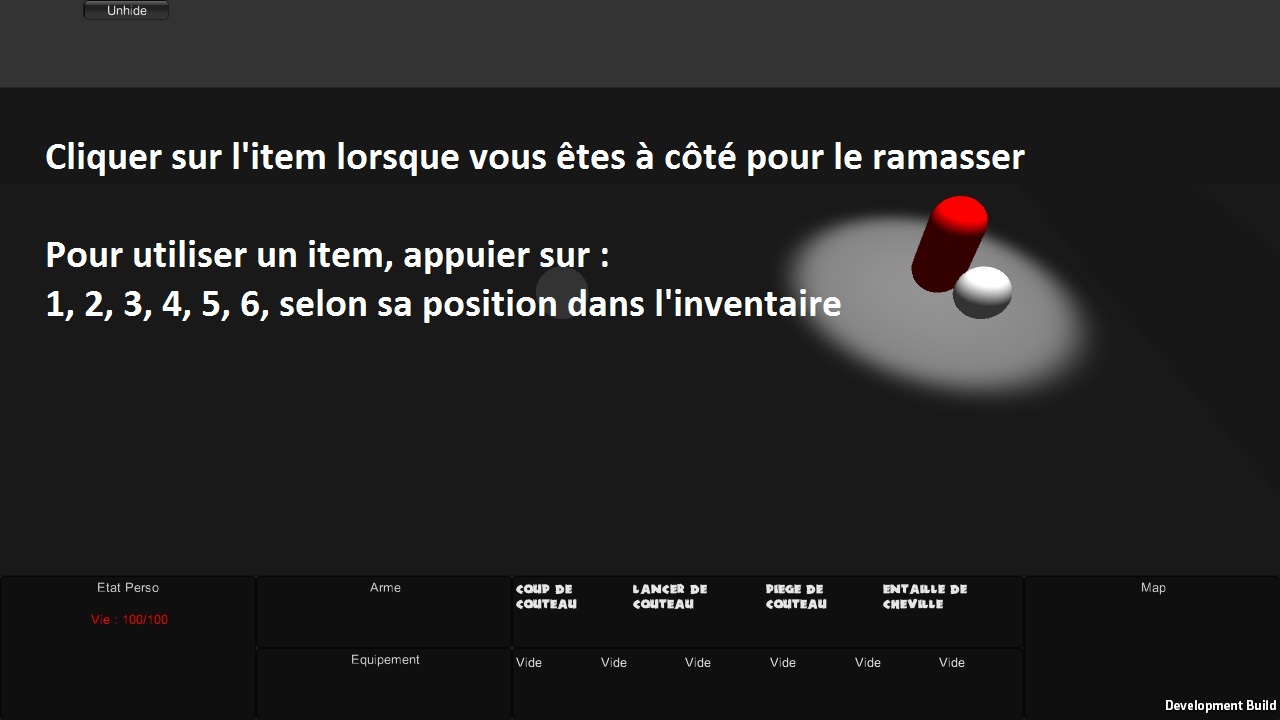 Unhide
Cliquer sur l'item lorsque vous êtes à côté pour le ramasser
Pour utiliser un item, appuier sur :
1, 2, 3, 4, 5, 6, selon sa position dans l'inventaire
Etat Perso
Vie : 100/100
Arme
Equipement
COUP DE
COUTEAU
LANCER DE
COUTEAU
PIEGE DE
COUTEAU
ENTAILLE DE
CHEVILLE
Vide Vide Vide Vide Vide Vide
Map
Development Build